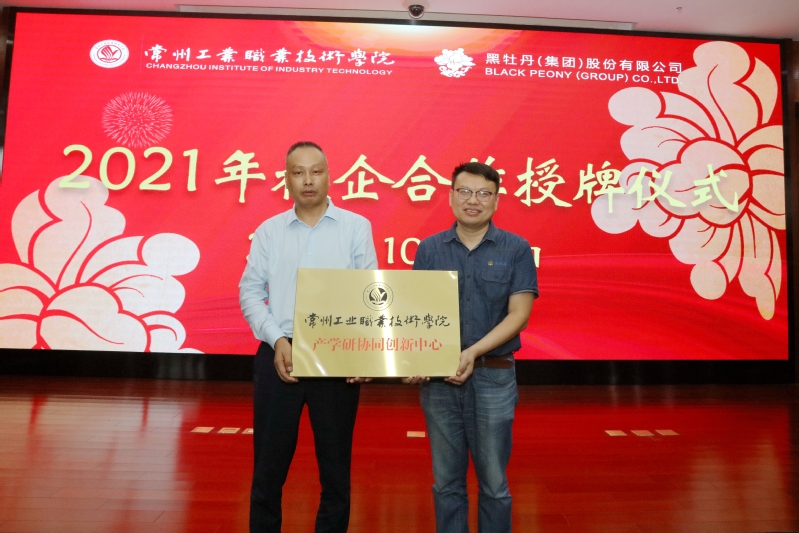 常州工業職業技術學院
CHANGZHOU INSTITUTE OF INDUSTRY TECHNOLOGY
黑牡丹(集团)股份有限公司
BLACK PEONY (GROUP) CO.,LTD
2021年 企合 授牌仪式
10
常州工业職業技術學院
产学研协同创新中心